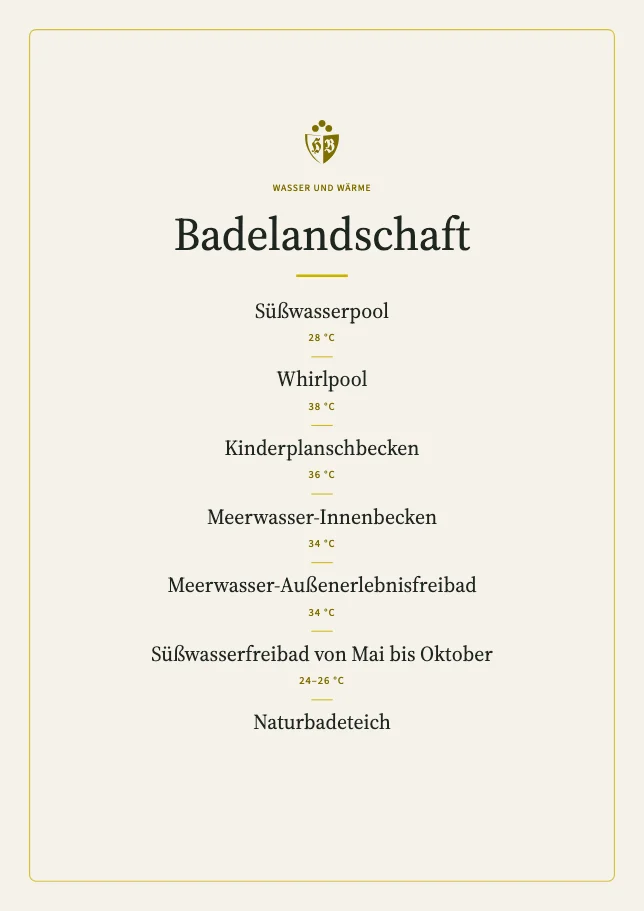 HB
WASSER UND WÄRME
Badelandschaft
Süßwasserpool
28 °C
Whirlpool
38 °C
Kinderplanschbecken
36 °C
Meerwasser-Innenbecken
34 °C
Meerwasser-Außenerlebnisfreibad
34 °C
Süßwasserfreibad von Mai bis Oktober
24–26 °C
Naturbadeteich